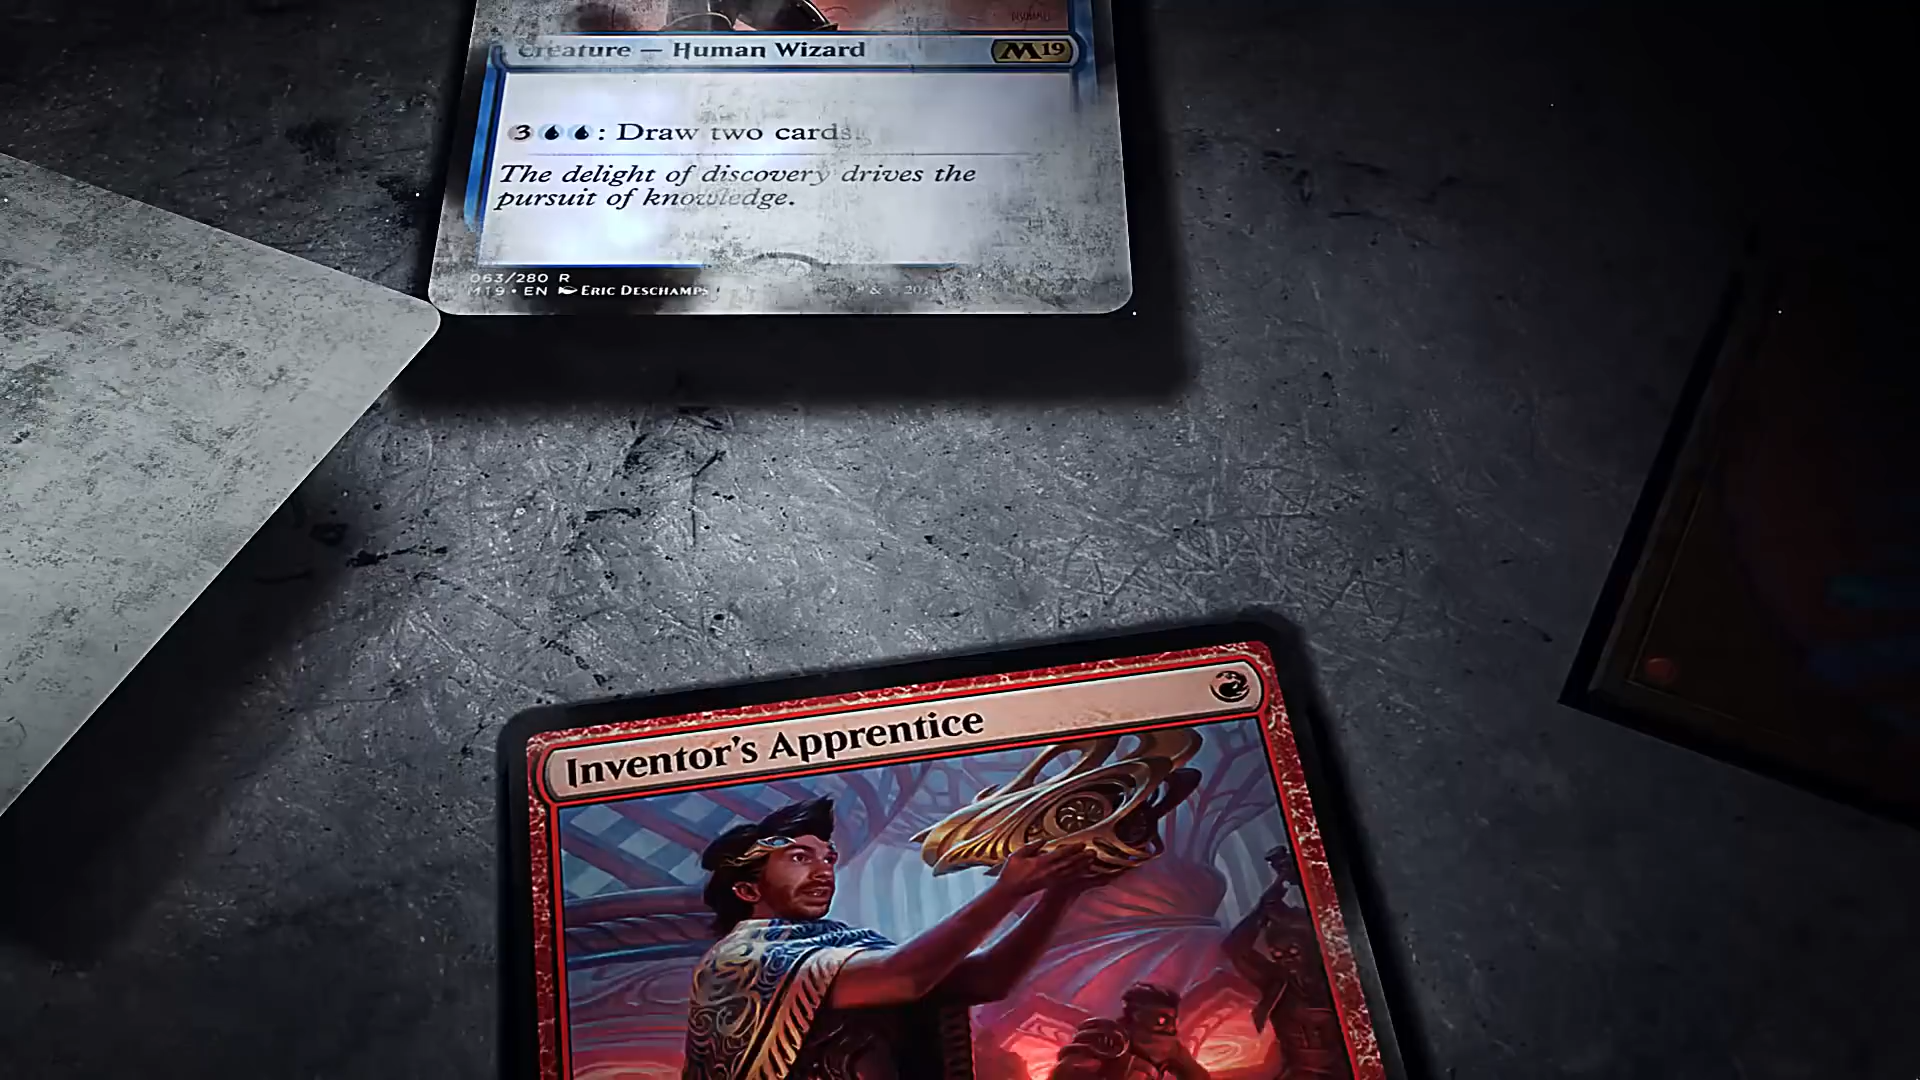 Creature — Human Wizard M19
3: Draw two cards
The delight of discovery drives the
pursuit of knowledge.
063/280 R
M19 • EN Eric Deschamps
Inventor's Apprentice